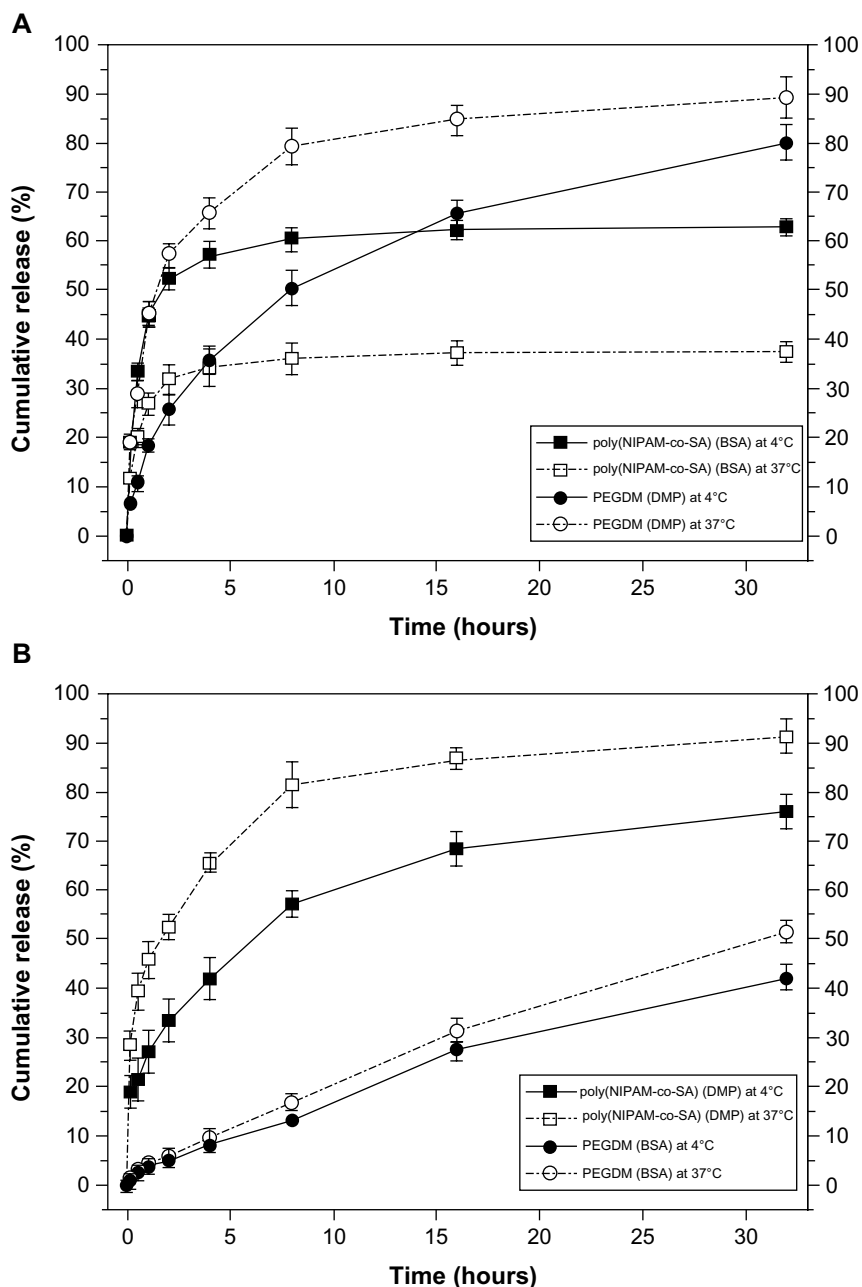 A
100 100
90 90
80 80
70 70
60 60
50 50
40 40
30 30
20 20
10 10
0 0
Cumulative release (%)
poly(NIPAM-co-SA) (BSA) at 4°C
poly(NIPAM-co-SA) (BSA) at 37°C
PEGDM (DMP) at 4°C
PEGDM (DMP) at 37°C
0 5 10 15 20 25 30
Time (hours)
B
100 100
90 90
80 80
70 70
60 60
50 50
40 40
30 30
20 20
10 10
0 0
Cumulative release (%)
poly(NIPAM-co-SA) (DMP) at 4°C
poly(NIPAM-co-SA) (DMP) at 37°C
PEGDM (BSA) at 4°C
PEGDM (BSA) at 37°C
0 5 10 15 20 25 30
Time (hours)